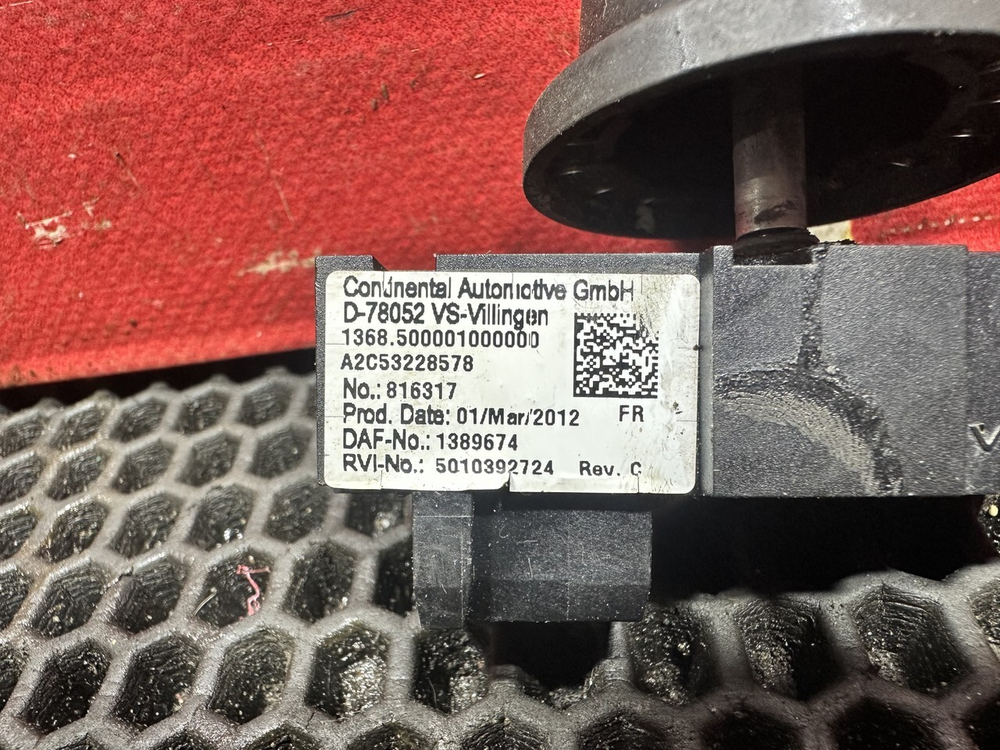 Continental Automotive GmbH
D-78052 VS-Villingen
1368.500001000000
A2C53228578
No.: 816317
Prod. Date: 01/Mar/2012 FR
DAF-No.: 1389674
RVI-No.: 5010392724 Rev. C